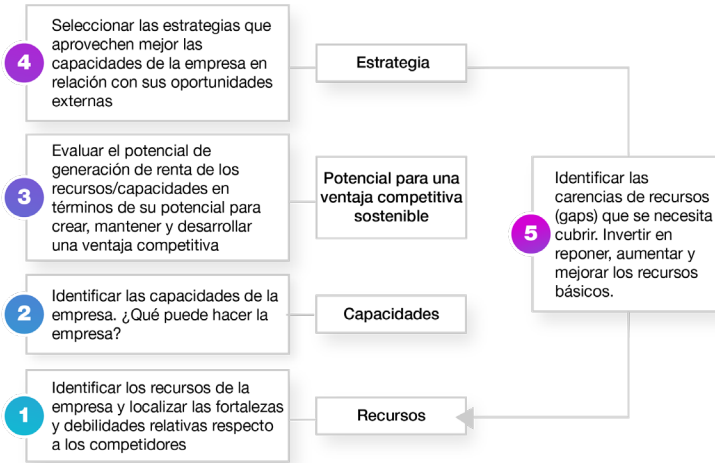 4
Seleccionar las estrategias que
aprovechen mejor las
capacidades de la empresa en
relación con sus oportunidades
externas
Estrategia
3
Evaluar el potencial de
generación de renta de los
recursos/capacidades en
términos de su potencial para
crear, mantener y desarrollar
una ventaja competitiva
Potencial para una
ventaja competitiva
sostenible
5
Identificar las
carencias de recursos
(gaps) que se necesita
cubrir. Invertir en
reponer, aumentar y
mejorar los recursos
básicos.
2
Identificar las capacidades de la
empresa. ¿Qué puede hacer la
empresa?
Capacidades
1
Identificar los recursos de la
empresa y localizar las fortalezas
y debilidades relativas respecto
a los competidores
Recursos